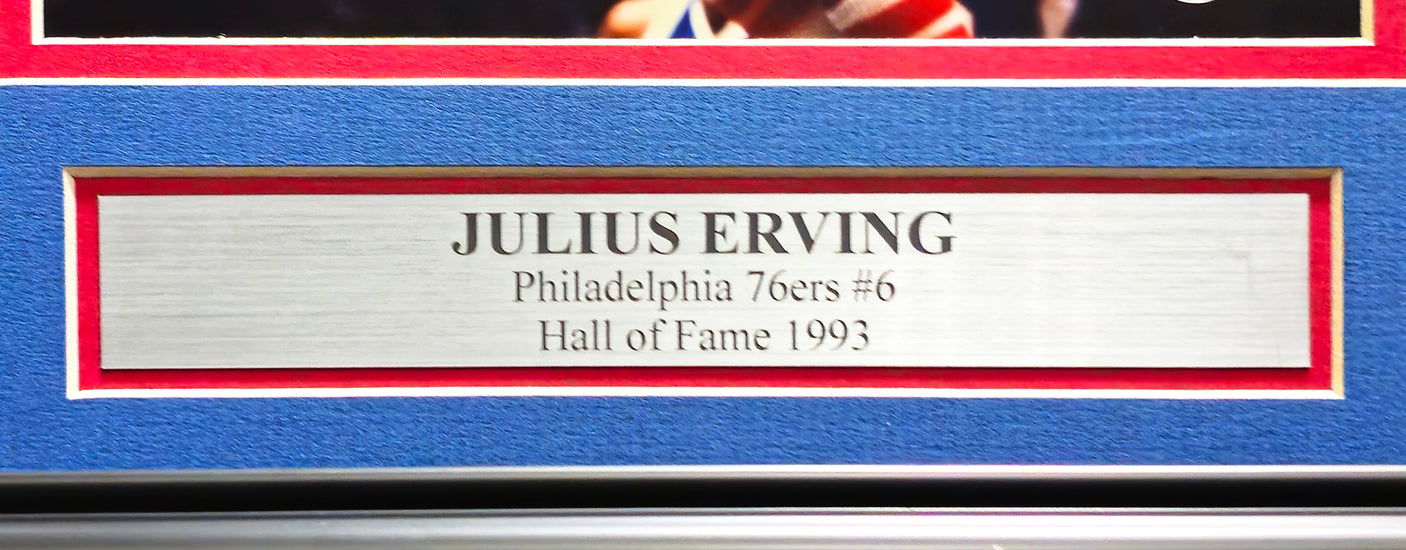 JULIUS ERVING
Philadelphia 76ers #6
Hall of Fame 1993